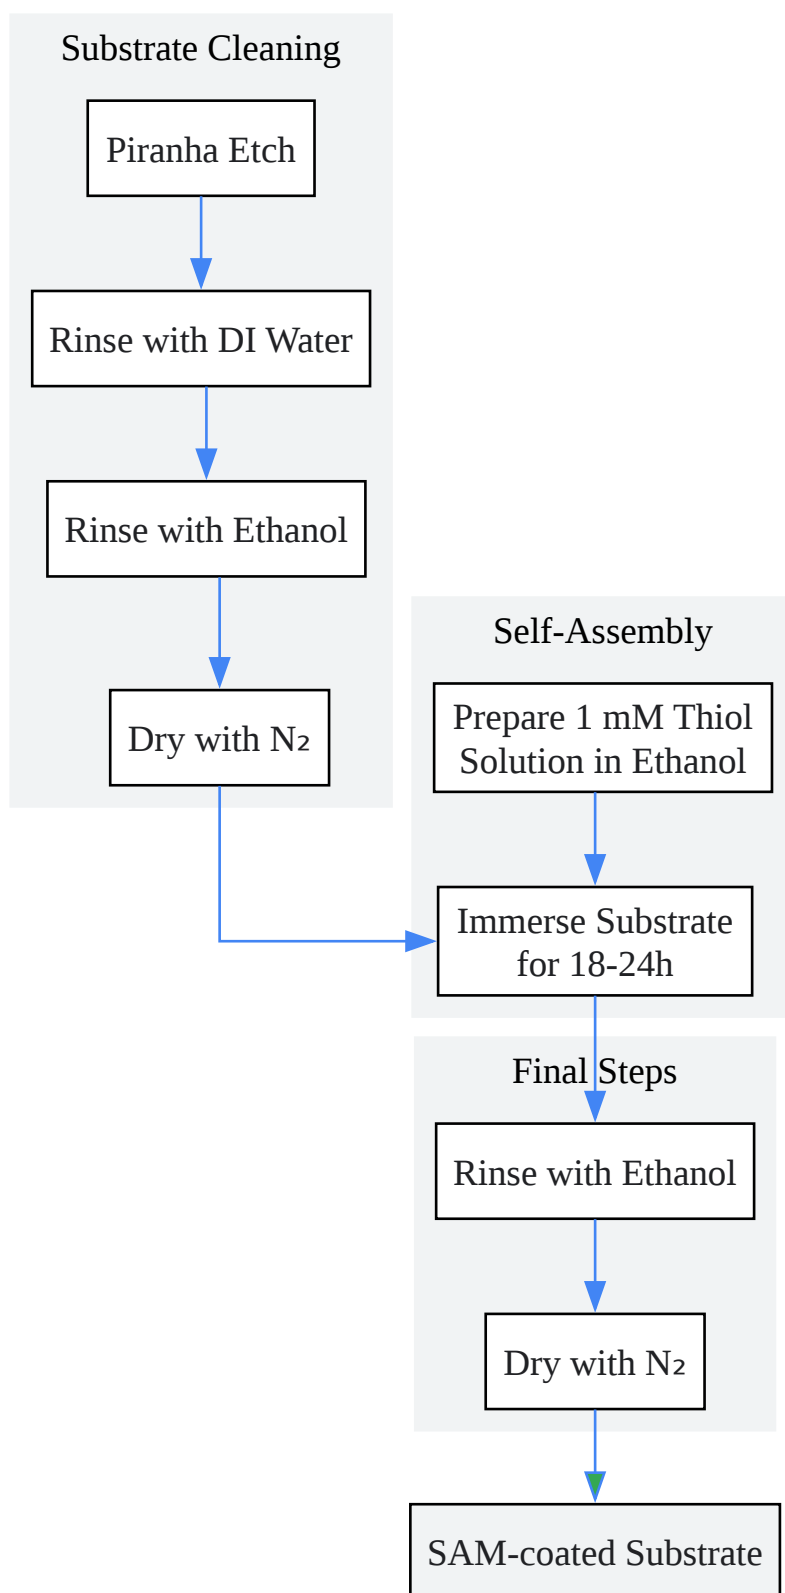 Substrate Cleaning
Piranha Etch
Rinse with DI Water
Rinse with Ethanol
Dry with N₂
Self-Assembly
Prepare 1 mM Thiol
Solution in Ethanol
Immerse Substrate
for 18-24h
Final Steps
Rinse with Ethanol
Dry with N₂
SAM-coated Substrate